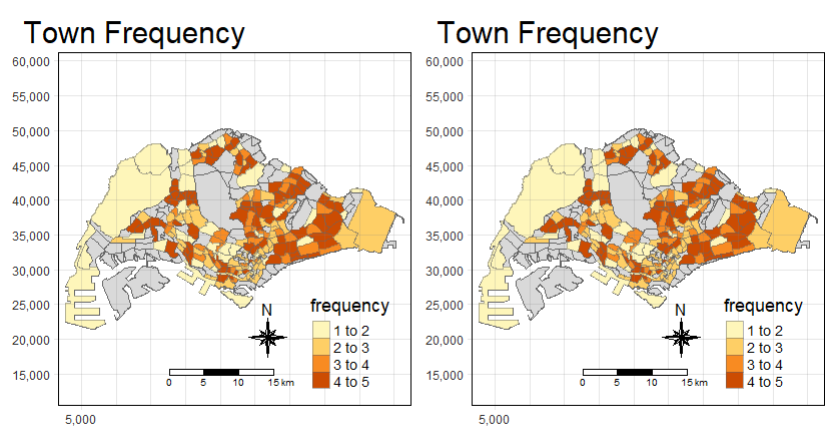 Town Frequency
60,000
55,000
50,000
45,000
40,000
35,000
30,000
25,000
20,000
15,000
5,000
N
0 5 10 15 km
frequency
1 to 2
2 to 3
3 to 4
4 to 5
Town Frequency
60,000
55,000
50,000
45,000
40,000
35,000
30,000
25,000
20,000
15,000
5,000
N
0 5 10 15 km
frequency
1 to 2
2 to 3
3 to 4
4 to 5